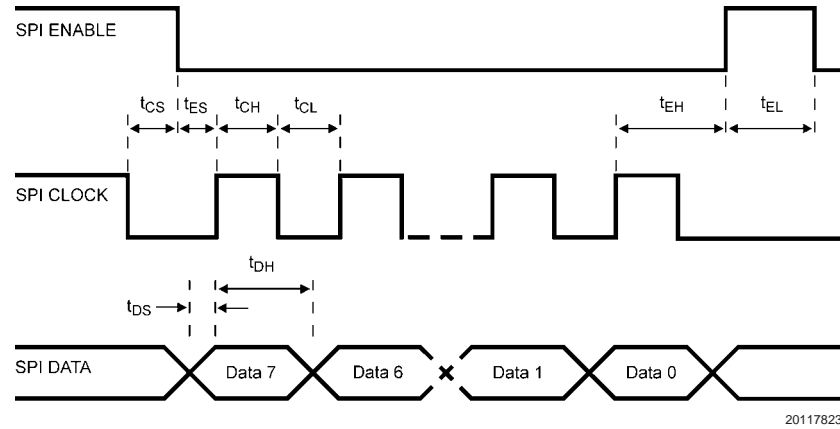 SPI ENABLE
tCS tES tCH tCL tEH tEL
SPI CLOCK
tDH
tDS
SPI DATA Data 7 Data 6 Data 1 Data 0
20117823